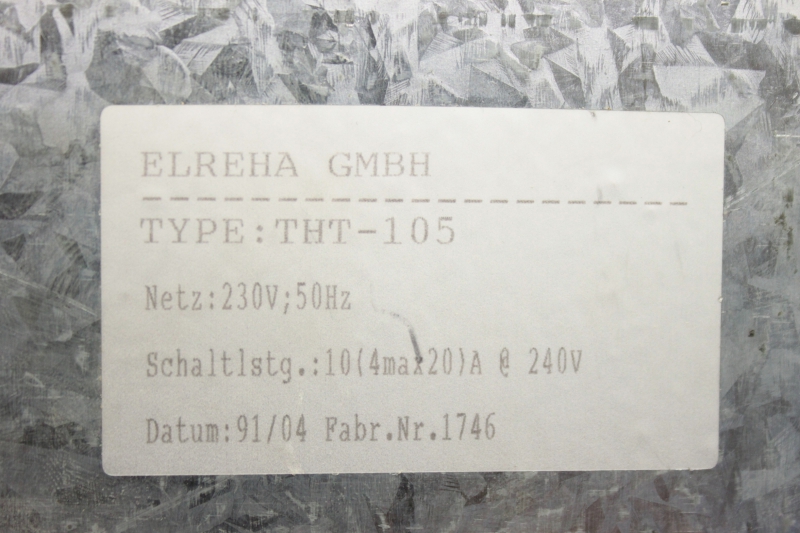 ELREHA GMBH
----------------------
TYPE:THT-105
Netz:230V;50Hz
Schaltlstg.:10(4max20)A @ 240V
Datum:91/04 Fabr.Nr.1746